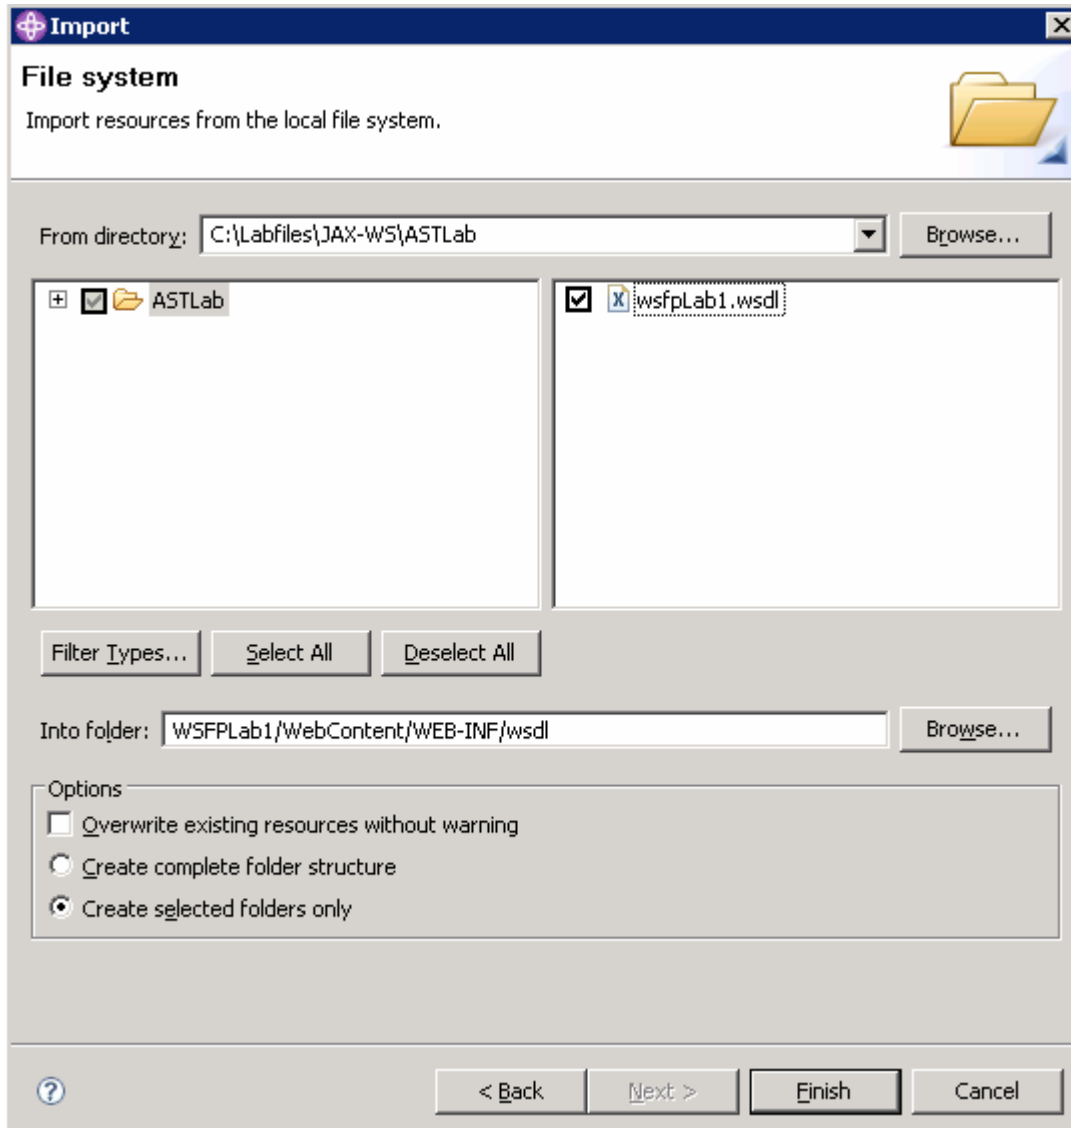 Import
File system
Import resources from the local file system.
From directory: C:\Labfiles\JAX-WS\ASTLab Browse...
ASTLab wsfpLab1.wsdl
Filter Types... Select All Deselect All
Into folder: WSFPLab1/WebContent/WEB-INF/wsdl Browse...
Options
Overwrite existing resources without warning
Create complete folder structure
Create selected folders only
? < Back Next > Finish Cancel